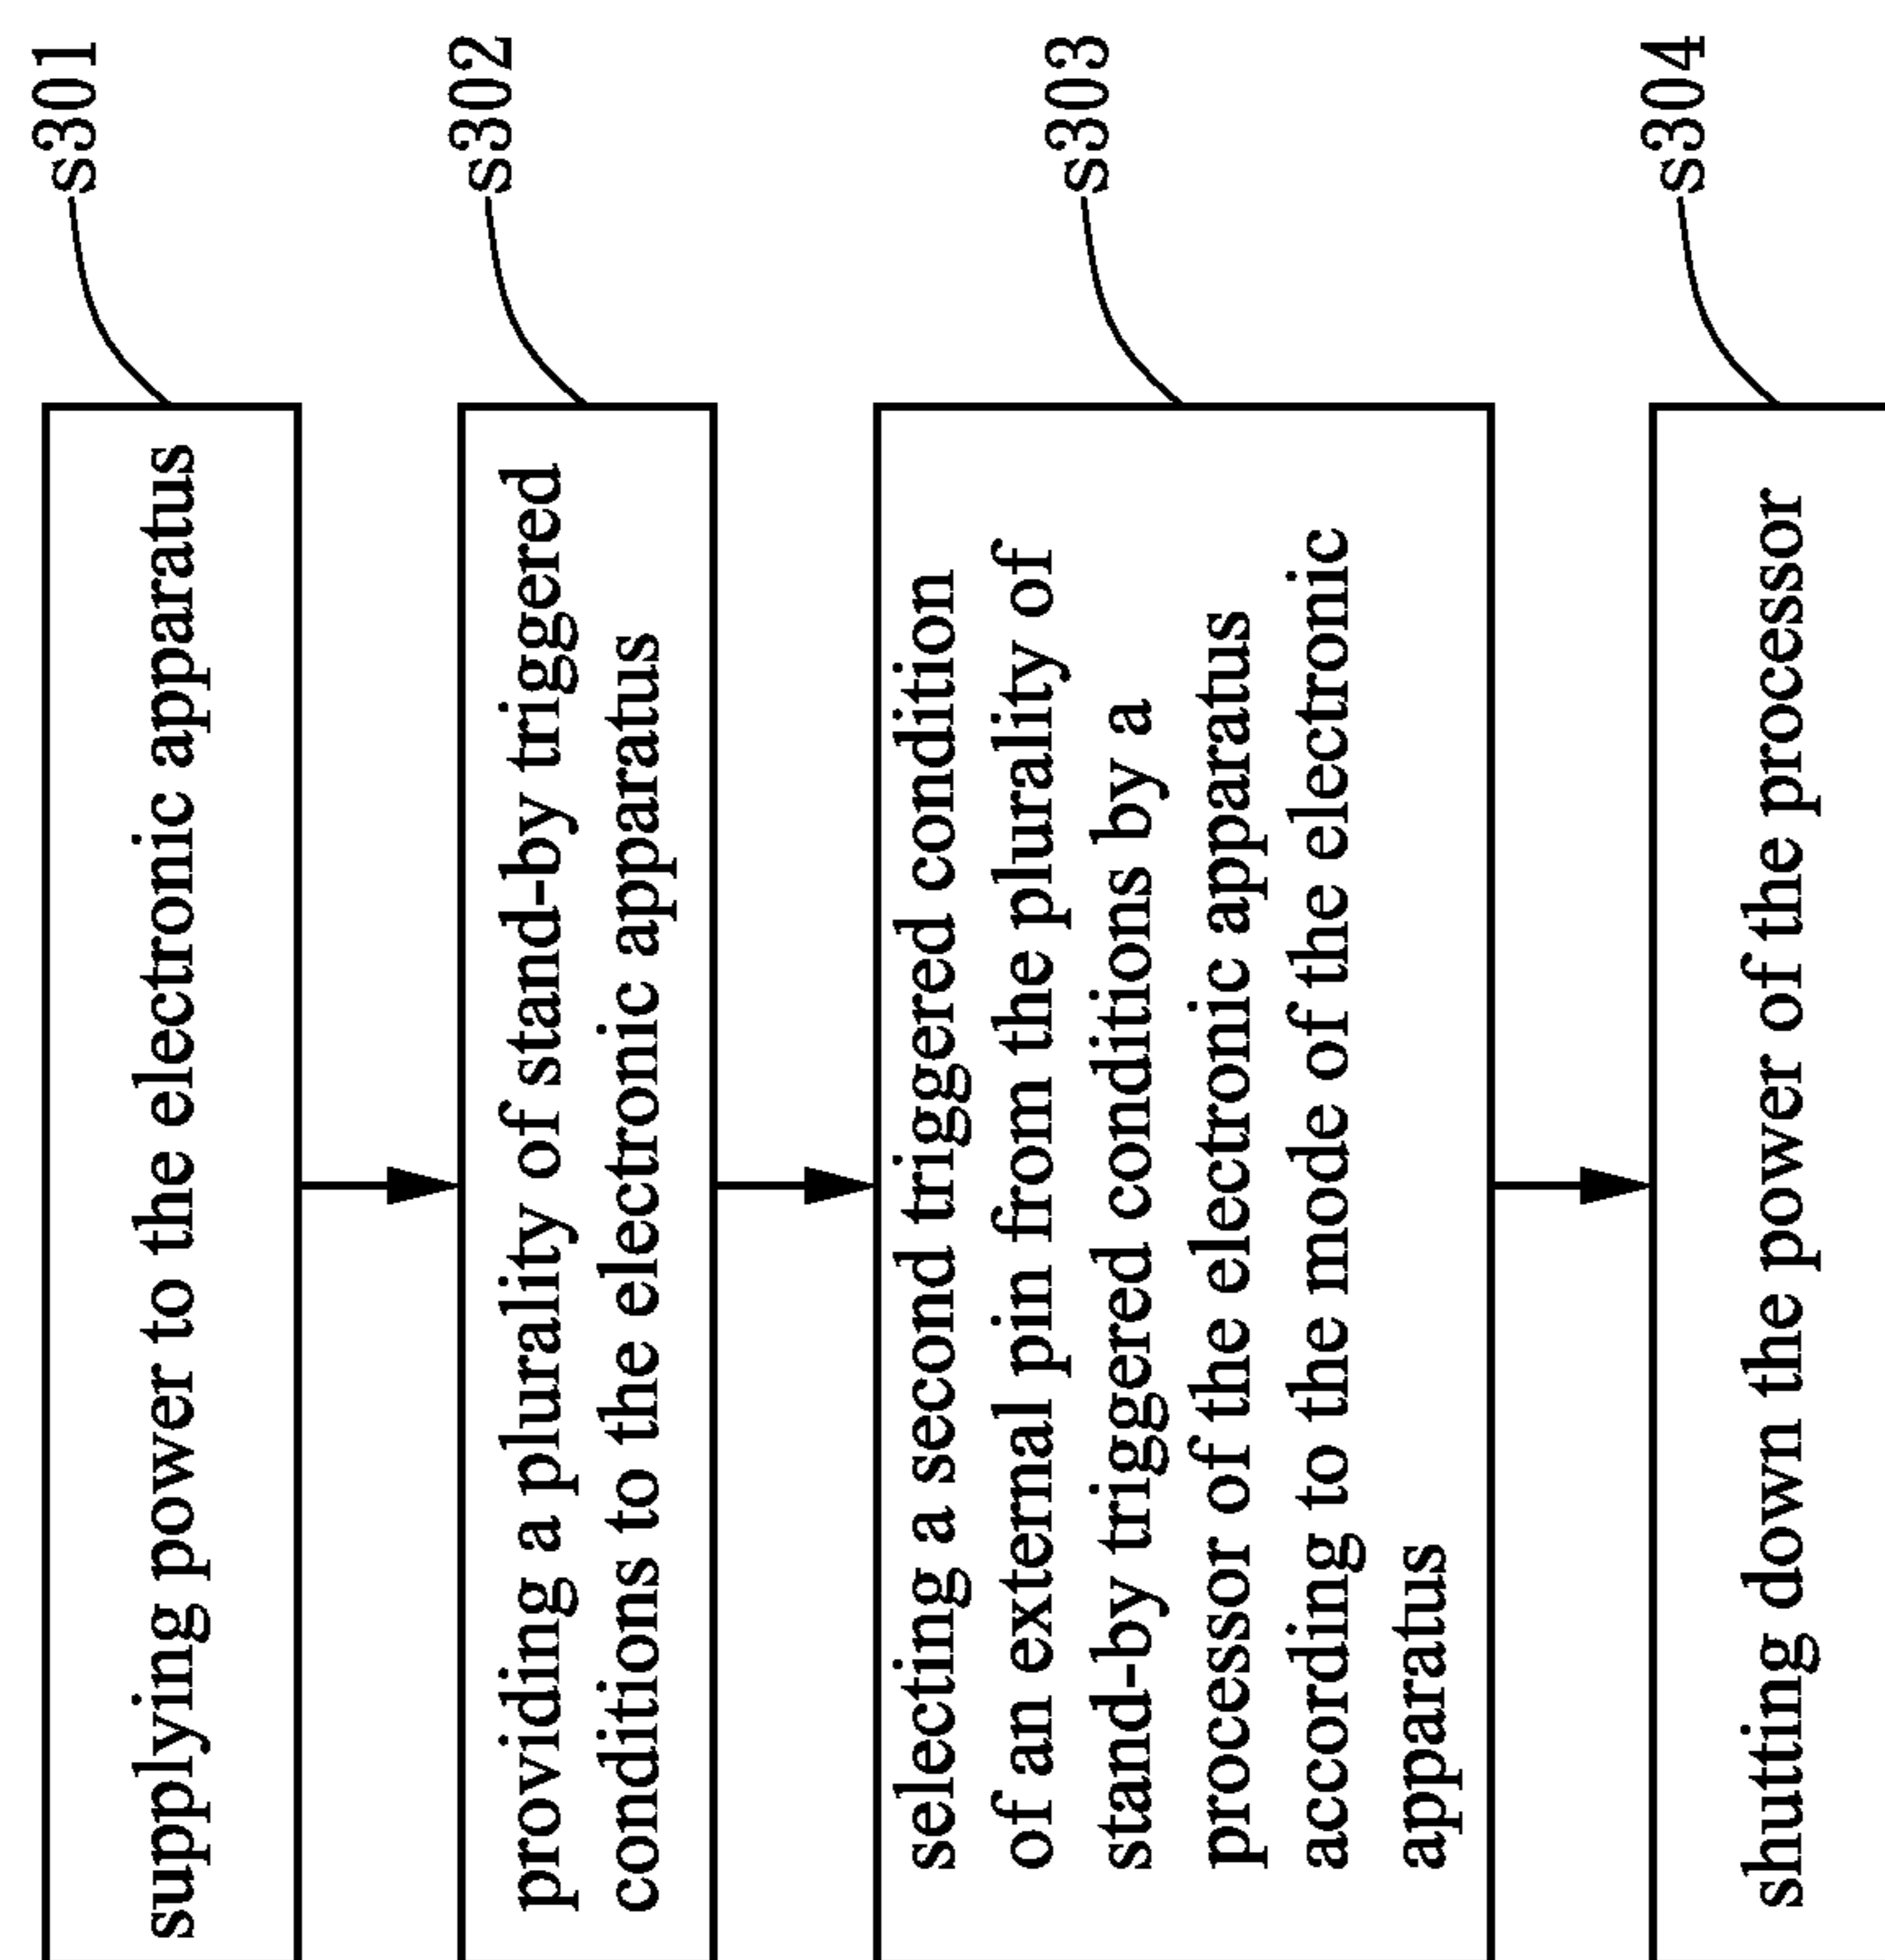 supplying power to the electronic apparatus
s301
providing a plurality of stand-by triggered
conditions to the electronic apparatus
s302
selecting a second triggered condition
of an external pin from the plurality of
stand-by triggered conditions by a
processor of the electronic apparatus
according to the mode of the electronic
apparatus
s303
shutting down the power of the processor
s304